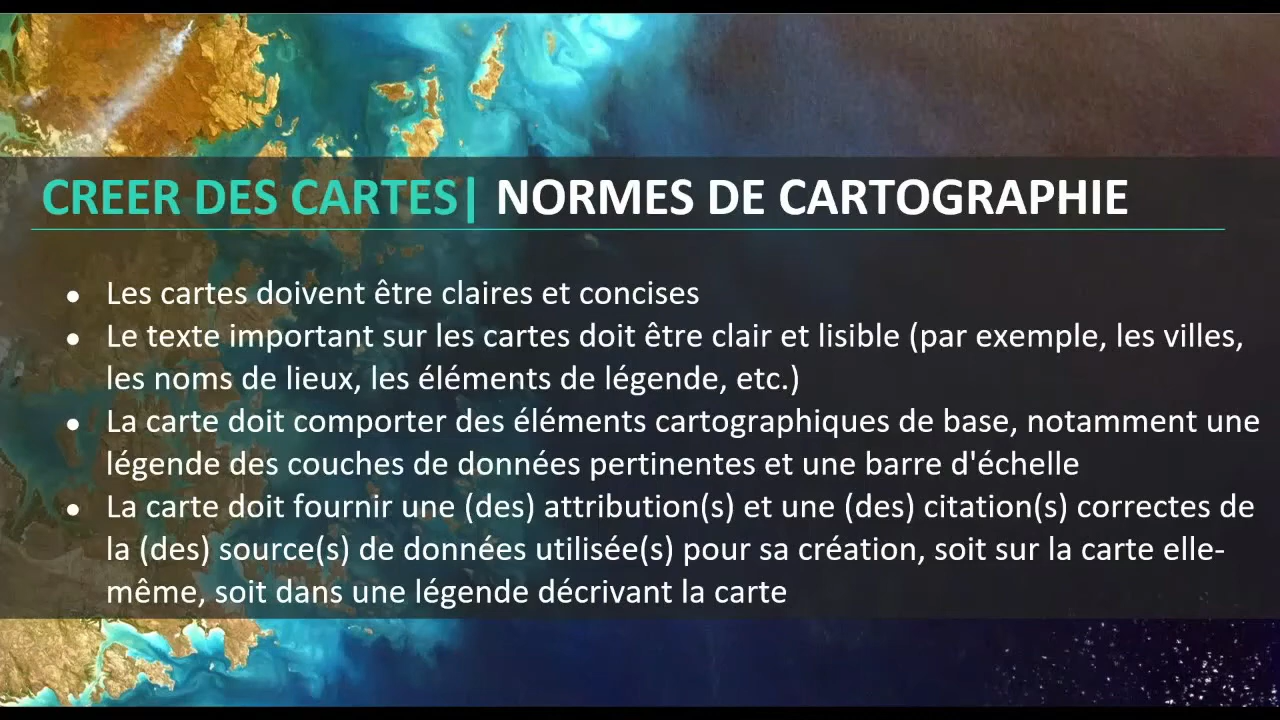 CREER DES CARTES| NORMES DE CARTOGRAPHIE
● Les cartes doivent être claires et concises
● Le texte important sur les cartes doit être clair et lisible (par exemple, les villes,
les noms de lieux, les éléments de légende, etc.)
● La carte doit comporter des éléments cartographiques de base, notamment une
légende des couches de données pertinentes et une barre d'échelle
● La carte doit fournir une (des) attribution(s) et une (des) citation(s) correctes de
la (des) source(s) de données utilisée(s) pour sa création, soit sur la carte elle-
même, soit dans une légende décrivant la carte